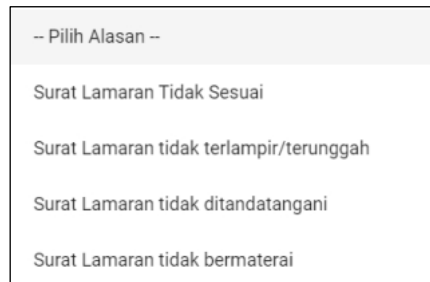 -- Pilih Alasan --
Surat Lamaran Tidak Sesuai
Surat Lamaran tidak terlampir/terunggah
Surat Lamaran tidak ditandatangani
Surat Lamaran tidak bermaterai